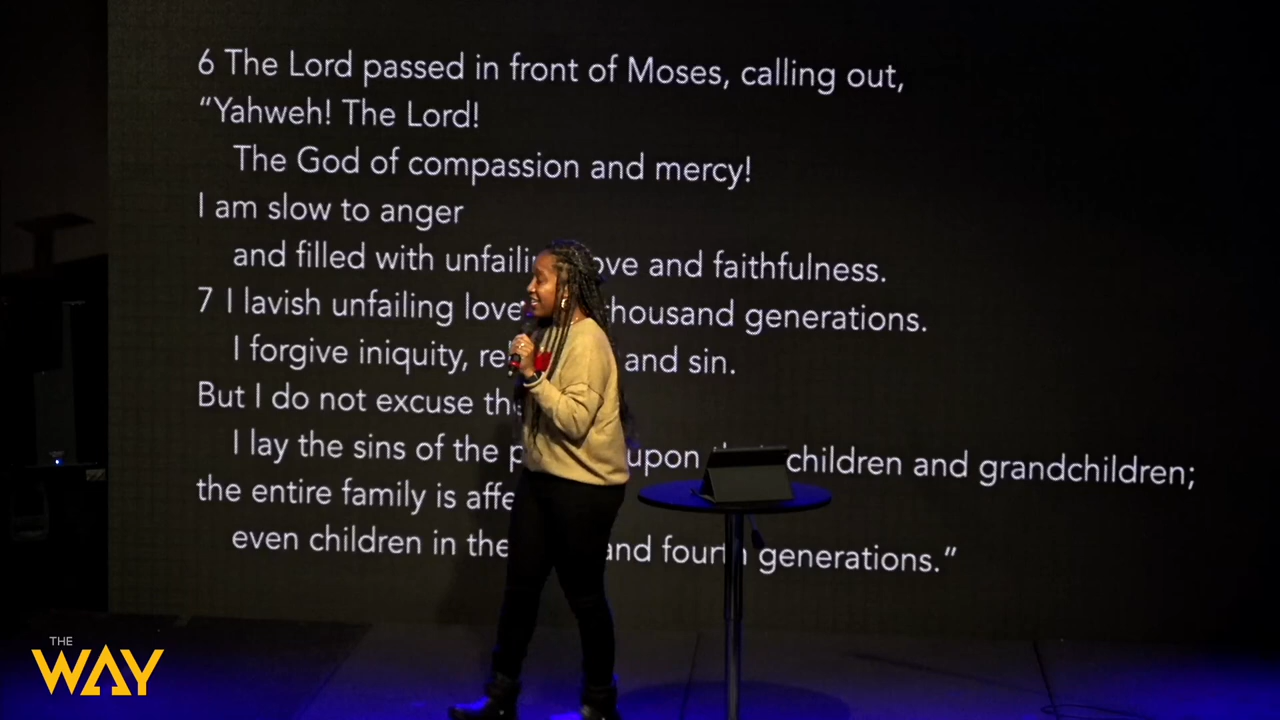 6 The Lord passed in front of Moses, calling out,
“Yahweh! The Lord!
The God of compassion and mercy!
I am slow to anger
and filled with unfaili ove and faithfulness.
7 I lavish unfailing love housand generations.
I forgive iniquity, re and sin.
But I do not excuse the
I lay the sins of the p upon children and grandchildren;
the entire family is affe
even children in the and fourth generations.”
THE
WAY